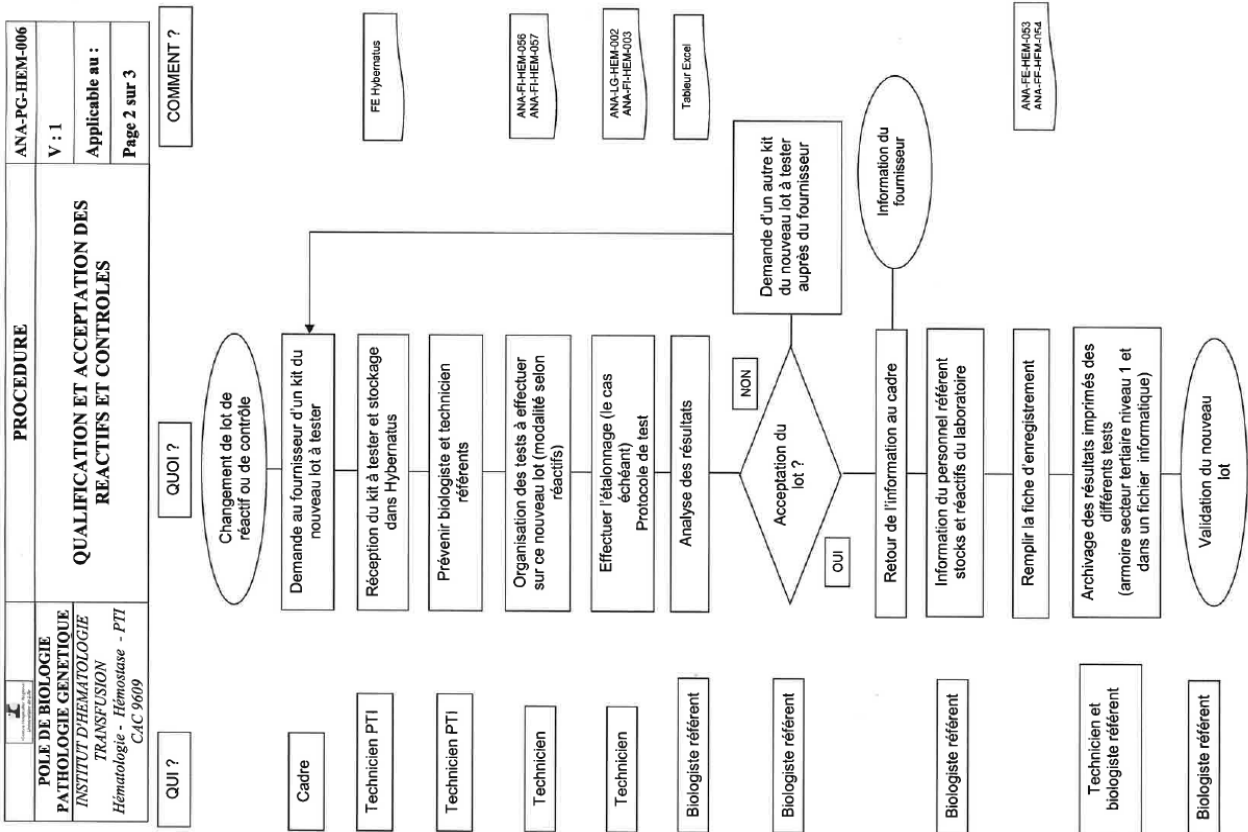 POLE DE BIOLOGIE
PATHOLOGIE GENETIQUE
INSTITUT D'HEMATOLOGIE
TRANSFUSION
Hématologie - Hémostase - PTI
CAC 9609
PROCEDURE
QUALIFICATION ET ACCEPTATION DES
REACTIFS ET CONTROLES
ANA-PG-HEM-006
V : 1
Applicable au :
Page 2 sur 3
QUI ?
QUOI ?
COMMENT ?
Changement de lot de
réactif ou de contrôle
Cadre
Demande au fournisseur d'un kit du
nouveau lot à tester
Technicien PTI
Réception du kit à tester et stockage
dans Hybernatus
FE Hybernatus
Technicien PTI
Prévenir biologiste et technicien
référents
Technicien
Organisation des tests à effectuer
sur ce nouveau lot (modalité selon
réactifs)
ANA-FI-HEM-056
ANA-FI-HEM-057
Technicien
Effectuer l'étalonnage (le cas
échéant)
Protocole de test
ANA-LG-HEM-002
ANA-FI-HEM-003
Biologiste référent
Analyse des résultats
Tableur Excel
Biologiste référent
Acceptation du
lot ?
NON
Demande d'un autre kit
du nouveau lot à tester
auprès du fournisseur
OUI
Retour de l'information au cadre
Information du
fournisseur
Biologiste référent
Information du personnel référent
stocks et réactifs du laboratoire
Remplir la fiche d'enregistrement
ANA-FE-HEM-053
ANA-FE-HEM-054
Technicien et
biologiste référent
Archivage des résultats imprimés des
différents tests
(armoire secteur tertiaire niveau 1 et
dans un fichier informatique)
Biologiste référent
Validation du nouveau
lot